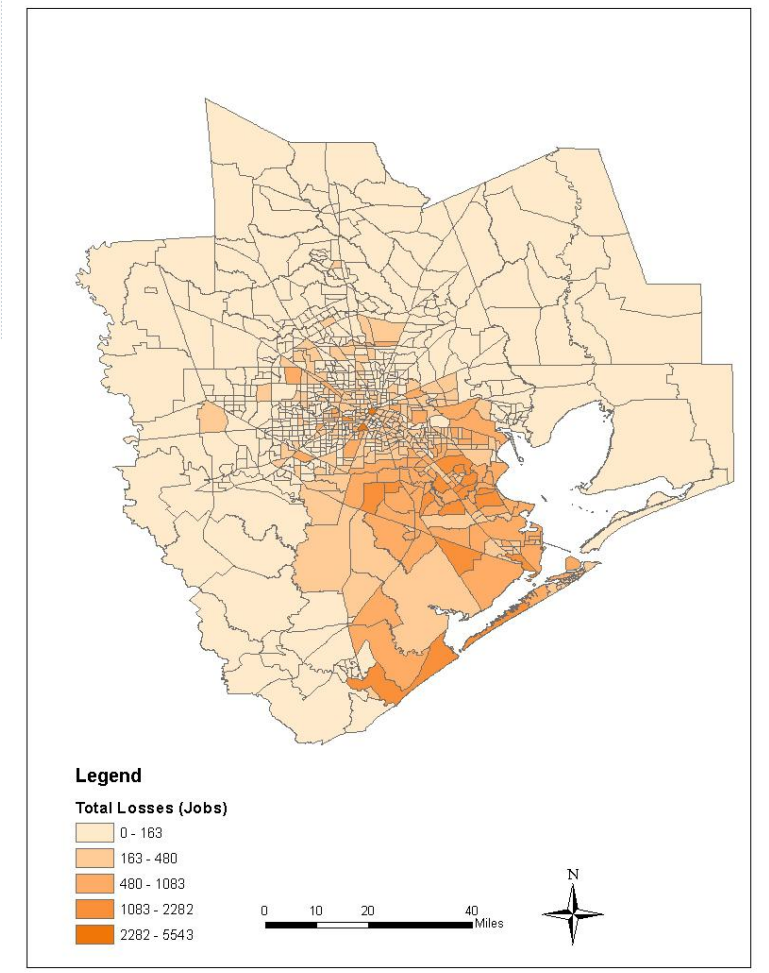 Legend
Total Losses (Jobs)
0 - 163
163 - 480
480 - 1083
1083 - 2282
2282 - 5543
0 10 20 40
Miles
N